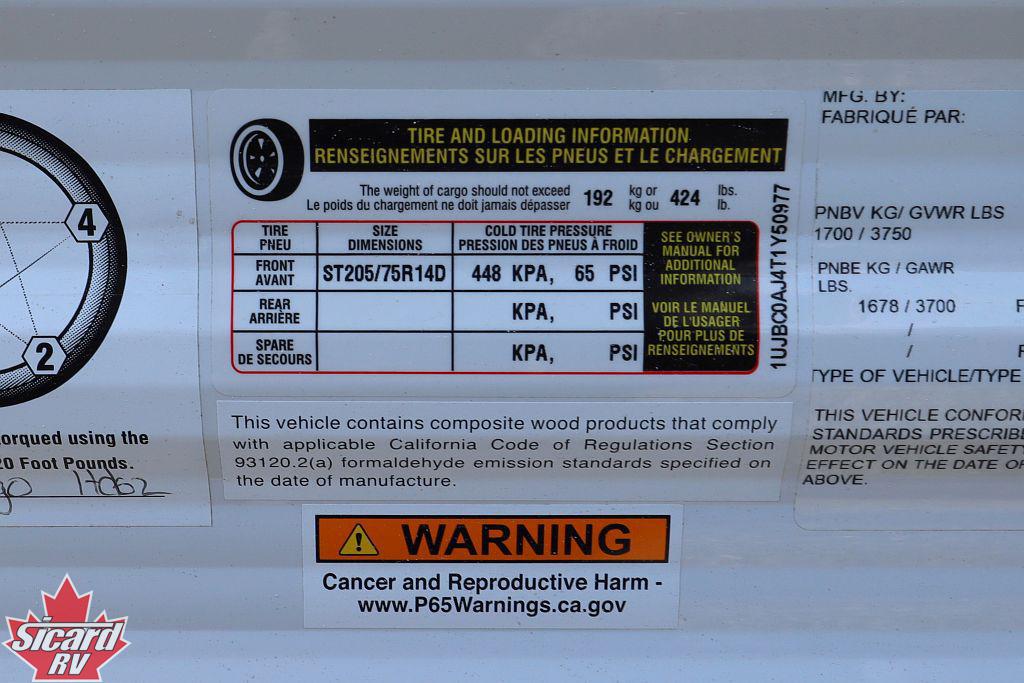 4
2
orqued using the
20 Foot Pounds.
TIRE AND LOADING INFORMATION
RENSEIGNEMENTS SUR LES PNEUS ET LE CHARGEMENT
The weight of cargo should not exceed 192 kg or 424 lbs.
Le poids du chargement ne doit jamais dépasser kg ou lb.
TIRE PNEU
SIZE DIMENSIONS
COLD TIRE PRESSURE
PRESSION DES PNEUS À FROID
FRONT AVANT
ST205/75R14D
448 KPA, 65 PSI
REAR ARRIÈRE
KPA, PSI
SPARE
DE SECOURS
KPA, PSI
SEE OWNER'S
MANUAL FOR
ADDITIONAL
INFORMATION
VOIR LE MANUEL
DE L'USAGER
POUR PLUS DE
RENSEIGNEMENTS
1UJBC0AJ4T1Y50977
This vehicle contains composite wood products that comply
with applicable California Code of Regulations Section
93120.2(a) formaldehyde emission standards specified on
the date of manufacture.
WARNING
Cancer and Reproductive Harm -
www.P65Warnings.ca.gov
MFG. BY:
FABRIQUÉ PAR:
PNBV KG/ GVWR LBS
1700 / 3750
PNBE KG / GAWR
LBS.
1678 / 3700
/
/
TYPE OF VEHICLE/TYPE
THIS VEHICLE CONFOR
STANDARDS PRESCRIBE
MOTOR VEHICLE SAFETY
EFFECT ON THE DATE O
ABOVE.
Sicard
RV